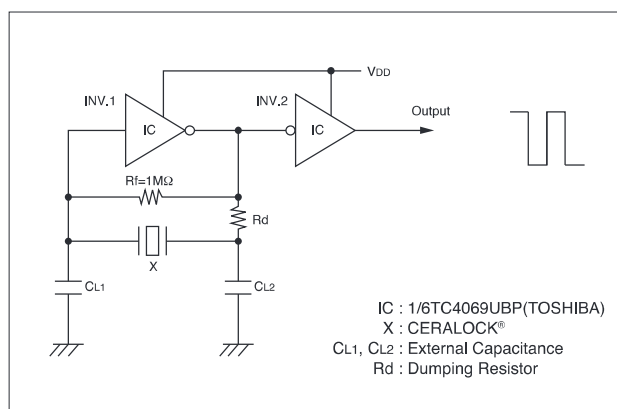 VDD
INV.1
INV.2
IC
IC
Output
Rf=1MΩ
Rd
X
CL1
CL2
IC : 1/6TC4069UBP(TOSHIBA)
X : CERALOCK®
CL1, CL2 : External Capacitance
Rd : Dumping Resistor